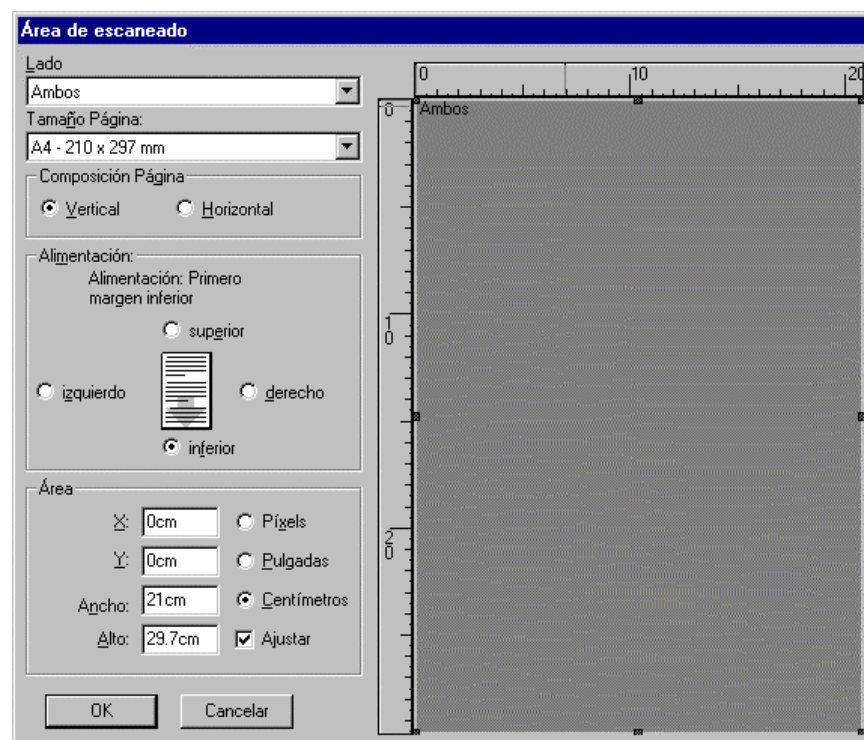 Área de escaneado
Lado
Ambos
Tamaño Página:
A4 - 210 x 297 mm
Composición Página
Vertical
Horizontal
Alimentación:
Alimentación: Primero
margen inferior
superior
izquierdo
derecho
inferior
Área
X: 0cm
Píxels
Y: 0cm
Pulgadas
Ancho: 21cm
Centímetros
Alto: 29.7cm
Ajustar
OK
Cancelar
0 10 20
Ambos
0
10
20